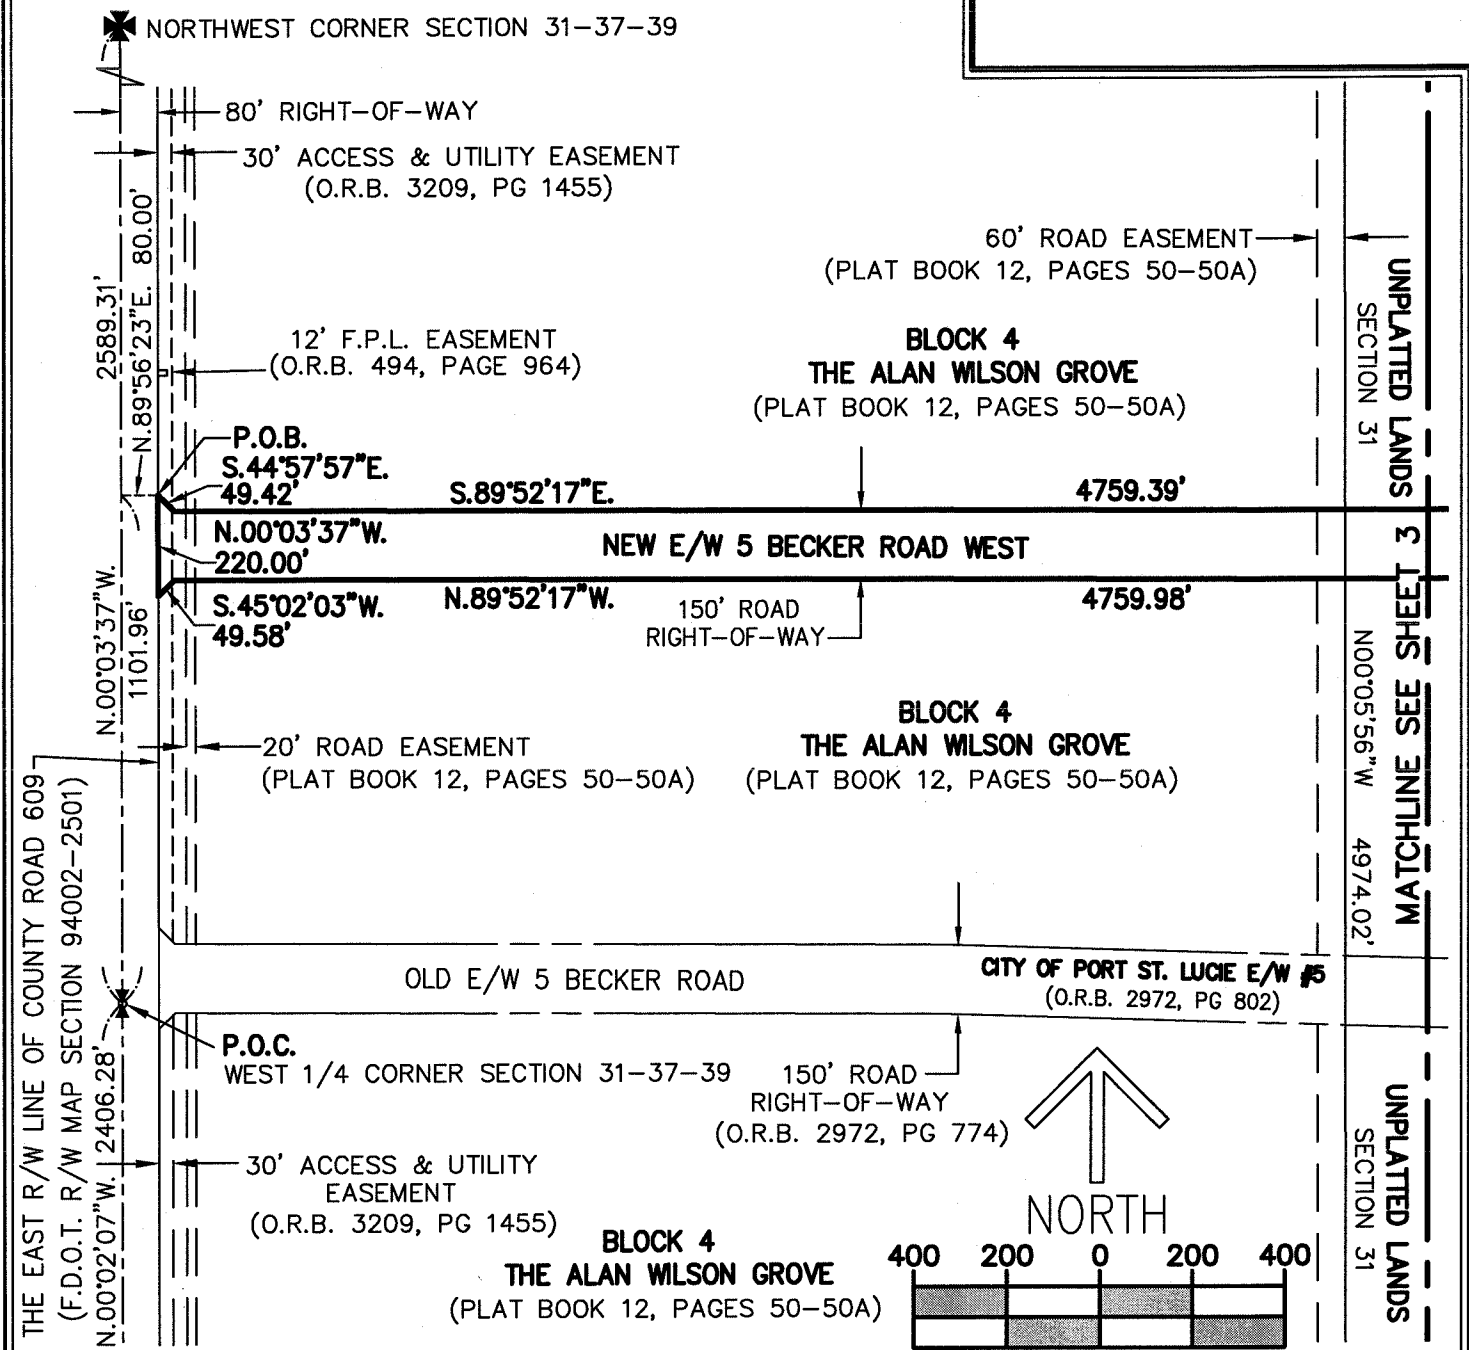 NORTHWEST CORNER SECTION 31-37-39
80' RIGHT-OF-WAY
30' ACCESS & UTILITY EASEMENT
(O.R.B. 3209, PG 1455)
2589.31'
N.89°56'23"E. 80.00'
60' ROAD EASEMENT
(PLAT BOOK 12, PAGES 50-50A)
UNPLATTED LANDS
SECTION 31
12' F.P.L. EASEMENT
(O.R.B. 494, PAGE 964)
BLOCK 4
THE ALAN WILSON GROVE
(PLAT BOOK 12, PAGES 50-50A)
P.O.B.
S.44°57'57"E.
49.42'
S.89°52'17"E.
4759.39'
N.00°03'37"W.
220.00'
NEW E/W 5 BECKER ROAD WEST
S.45°02'03"W.
49.58'
N.89°52'17"W.
4759.98'
150' ROAD
RIGHT-OF-WAY
N.00°03'37"W.
1101.96'
MATCHLINE SEE SHEET 3
N00°05'56"W 4974.02'
20' ROAD EASEMENT
(PLAT BOOK 12, PAGES 50-50A)
BLOCK 4
THE ALAN WILSON GROVE
(PLAT BOOK 12, PAGES 50-50A)
THE EAST R/W LINE OF COUNTY ROAD 609
(F.D.O.T. R/W MAP SECTION 94002-2501)
OLD E/W 5 BECKER ROAD
CITY OF PORT ST. LUCIE E/W #5
(O.R.B. 2972, PG 802)
P.O.C.
WEST 1/4 CORNER SECTION 31-37-39
150' ROAD
RIGHT-OF-WAY
(O.R.B. 2972, PG 774)
N.00°02'07"W. 2406.28'
30' ACCESS & UTILITY
EASEMENT
(O.R.B. 3209, PG 1455)
UNPLATTED LANDS
SECTION 31
NORTH
BLOCK 4
THE ALAN WILSON GROVE
(PLAT BOOK 12, PAGES 50-50A)
400 200 0 200 400